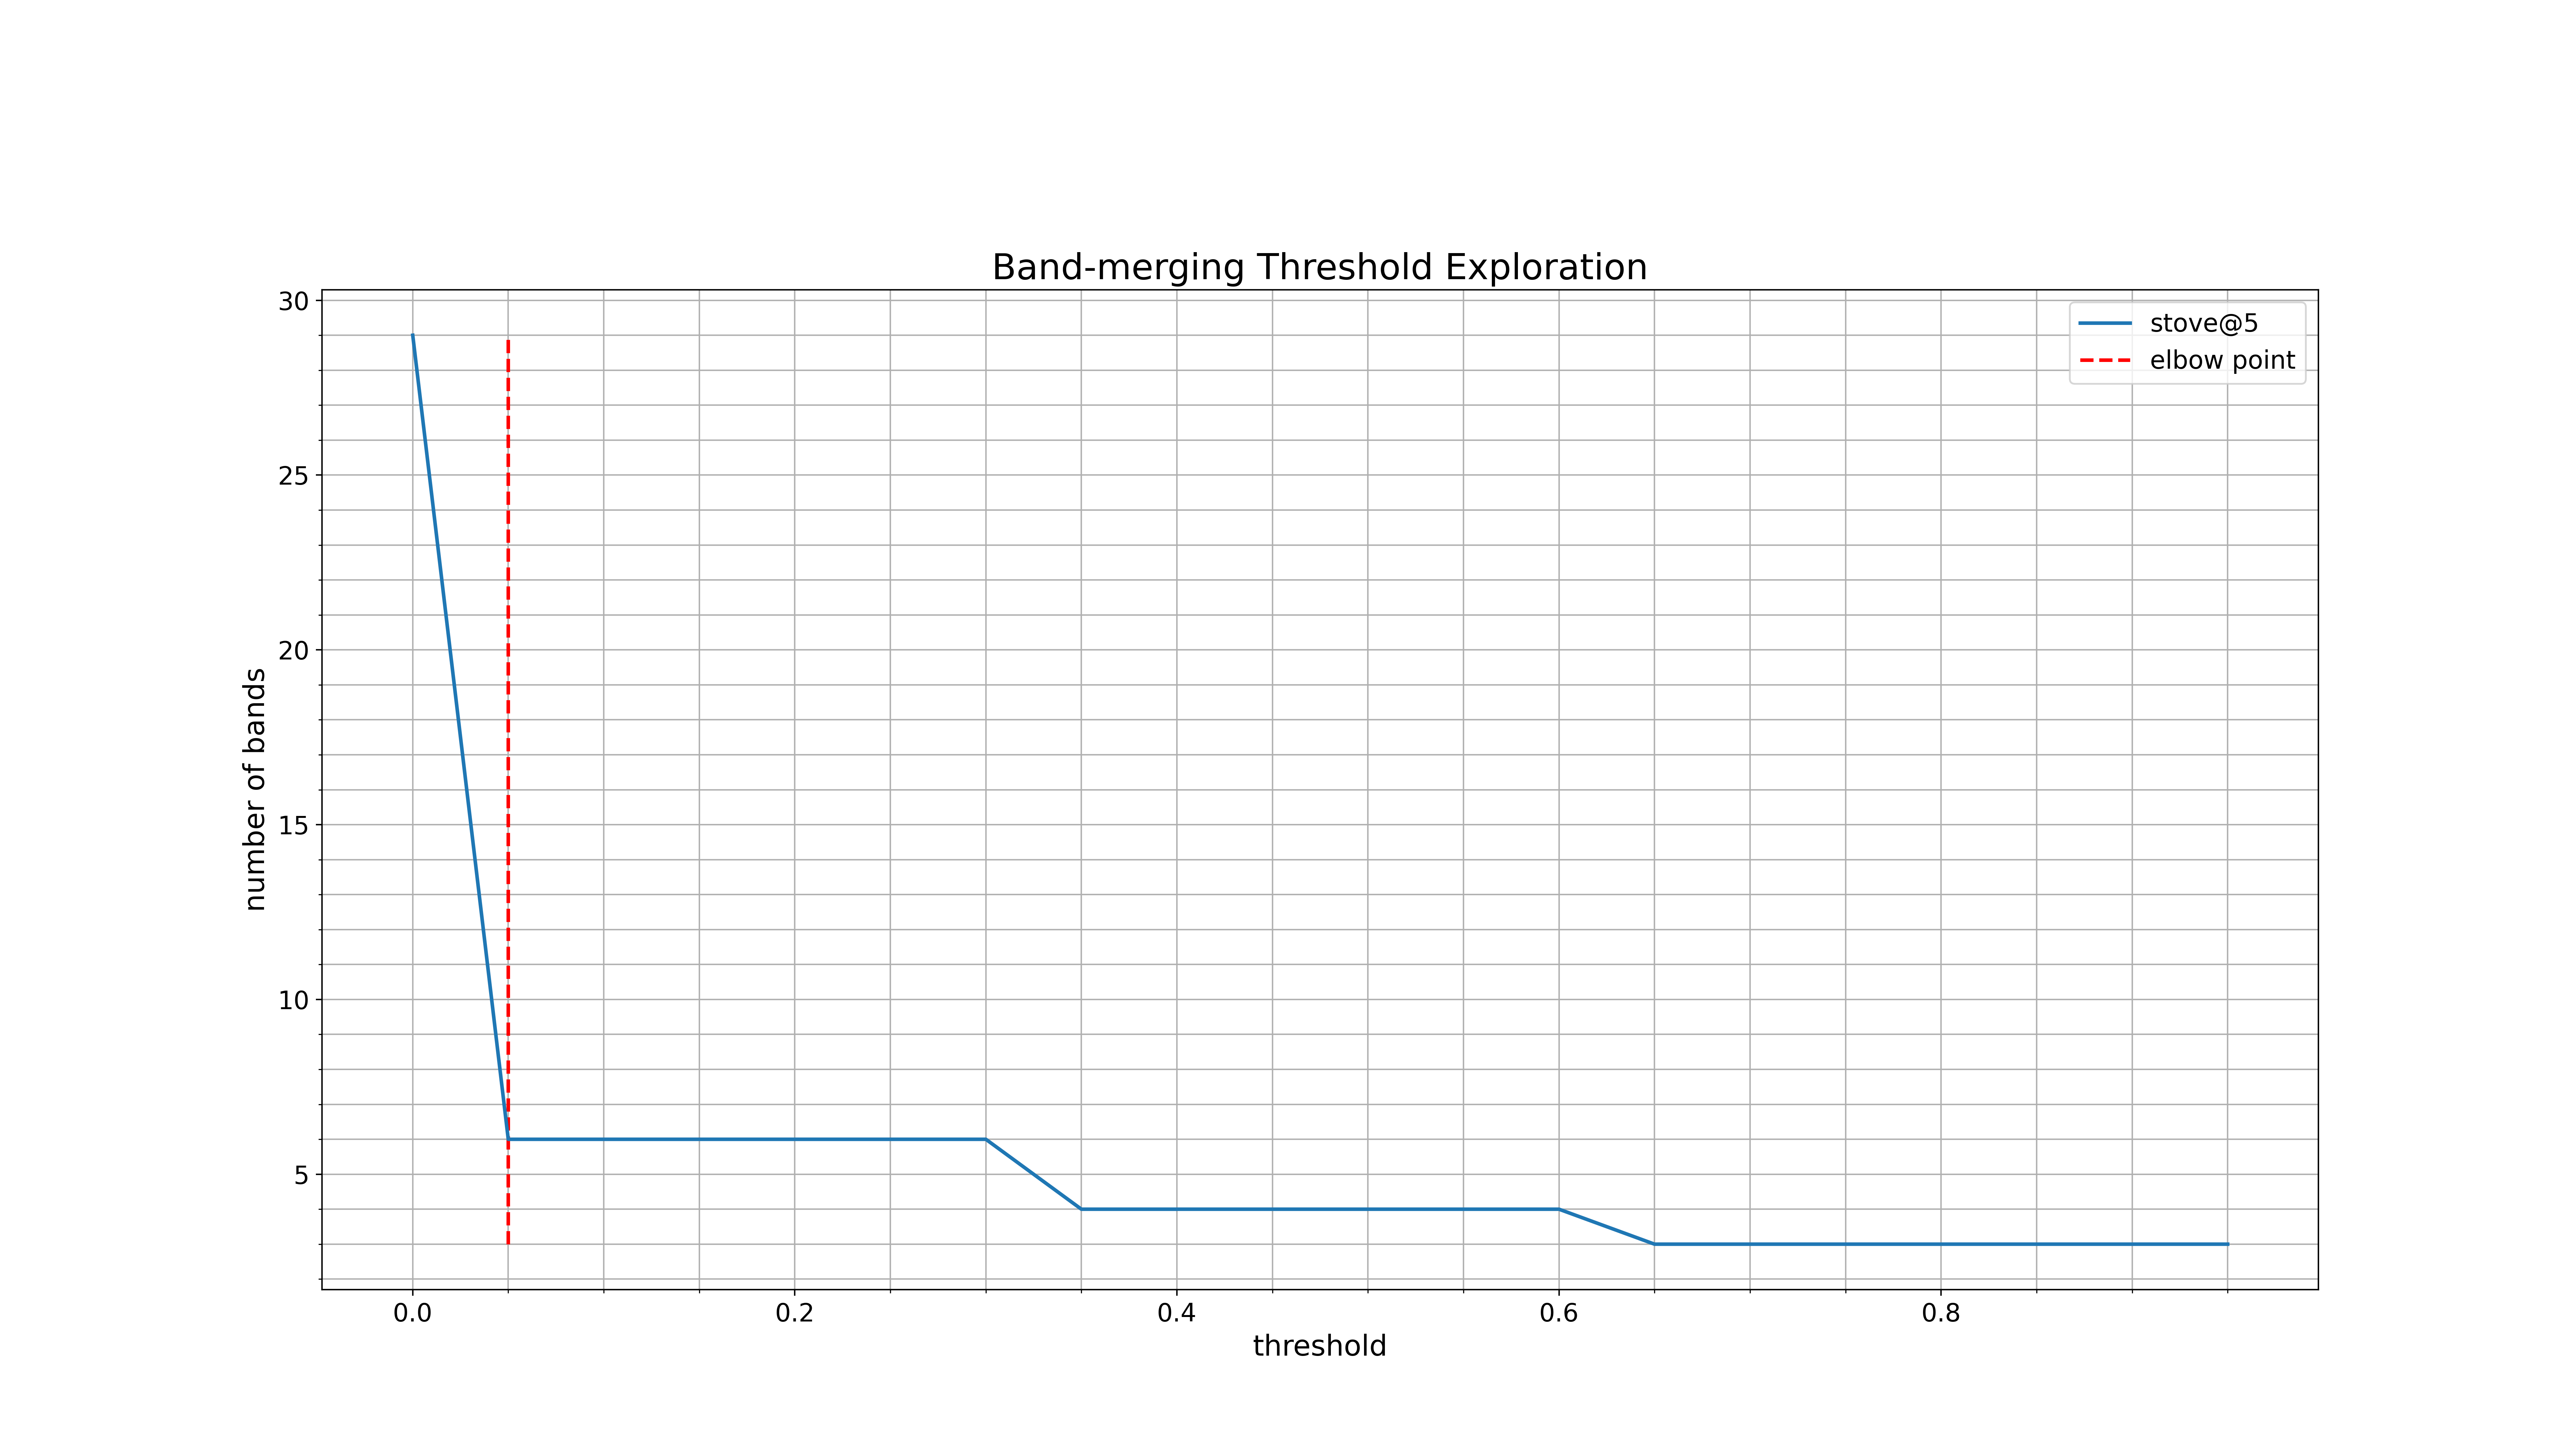 Band-merging Threshold Exploration
30
25
20
15
10
5
number of bands
stove@5
elbow point
0.0 0.2 0.4 0.6 0.8
threshold